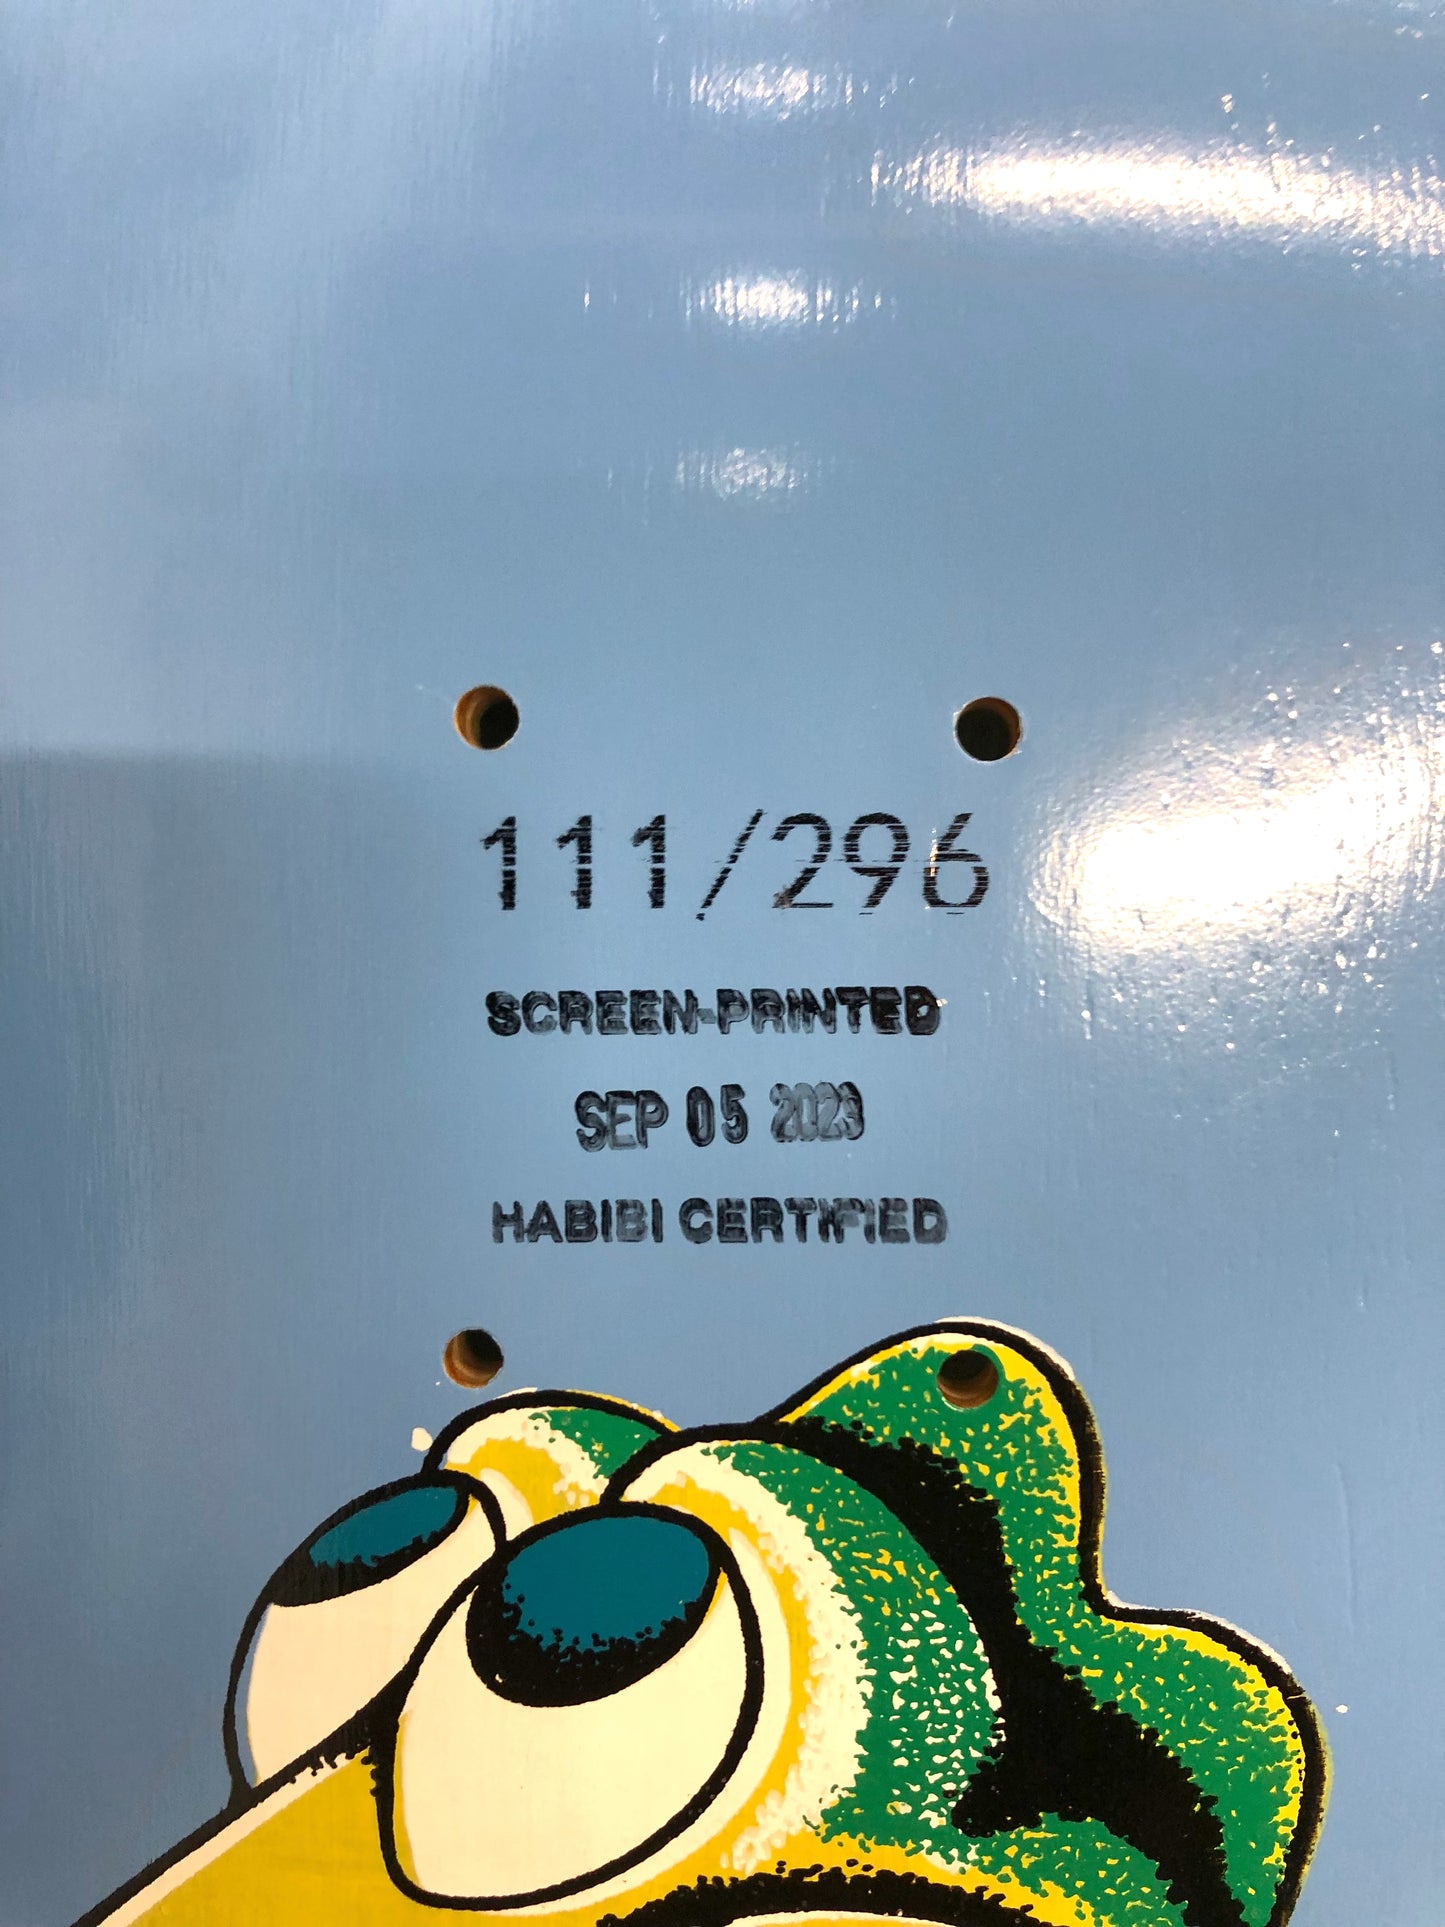 111/296
SCREEN-PRINTED
SEP 05 2023
HABIBI CERTIFIED